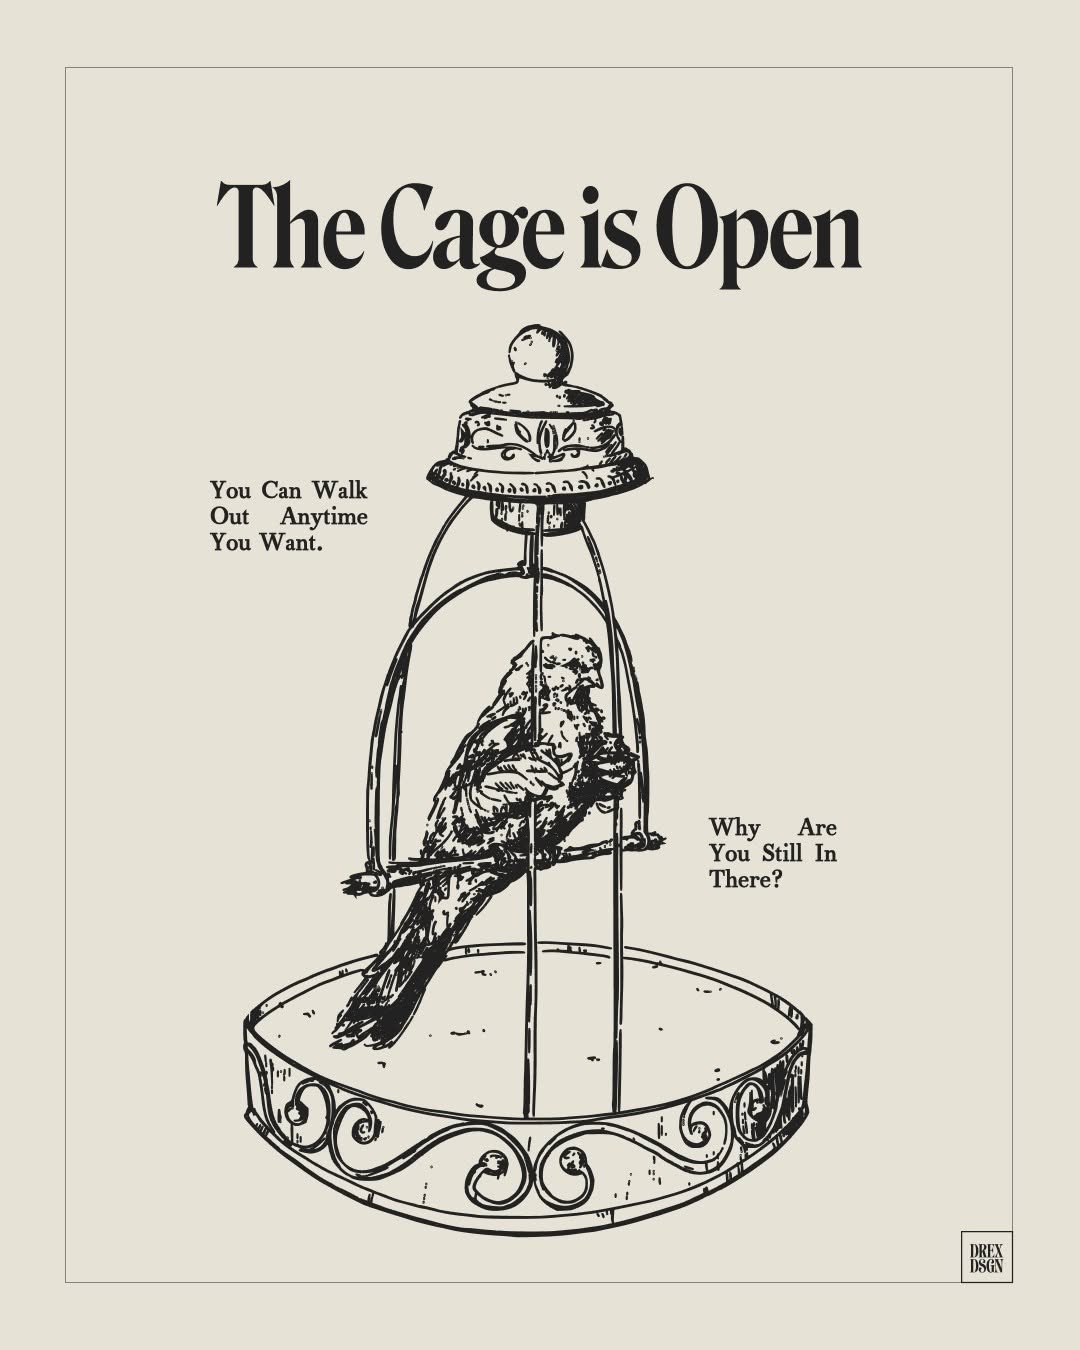 The Cage is Open
You Can Walk
Out Anytime
You Want.
Why Are
You Still In
There?
DREX
DSGN